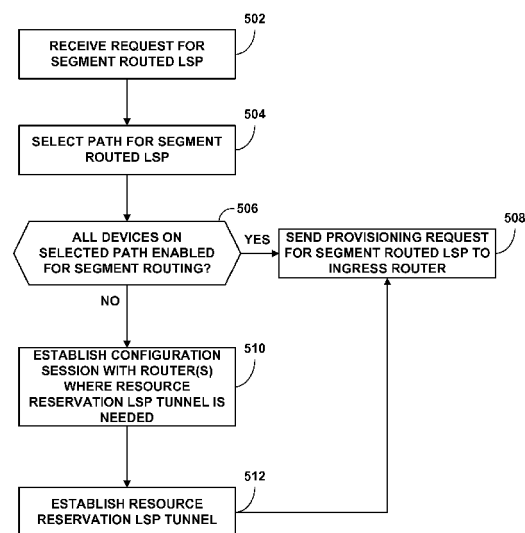 502
RECEIVE REQUEST FOR
SEGMENT ROUTED LSP
504
SELECT PATH FOR SEGMENT
ROUTED LSP
506
ALL DEVICES ON
SELECTED PATH ENABLED
FOR SEGMENT ROUTING?
YES
508
SEND PROVISIONING REQUEST
FOR SEGMENT ROUTED LSP TO
INGRESS ROUTER
NO
510
ESTABLISH CONFIGURATION
SESSION WITH ROUTER(S)
WHERE RESOURCE
RESERVATION LSP TUNNEL IS
NEEDED
512
ESTABLISH RESOURCE
RESERVATION LSP TUNNEL